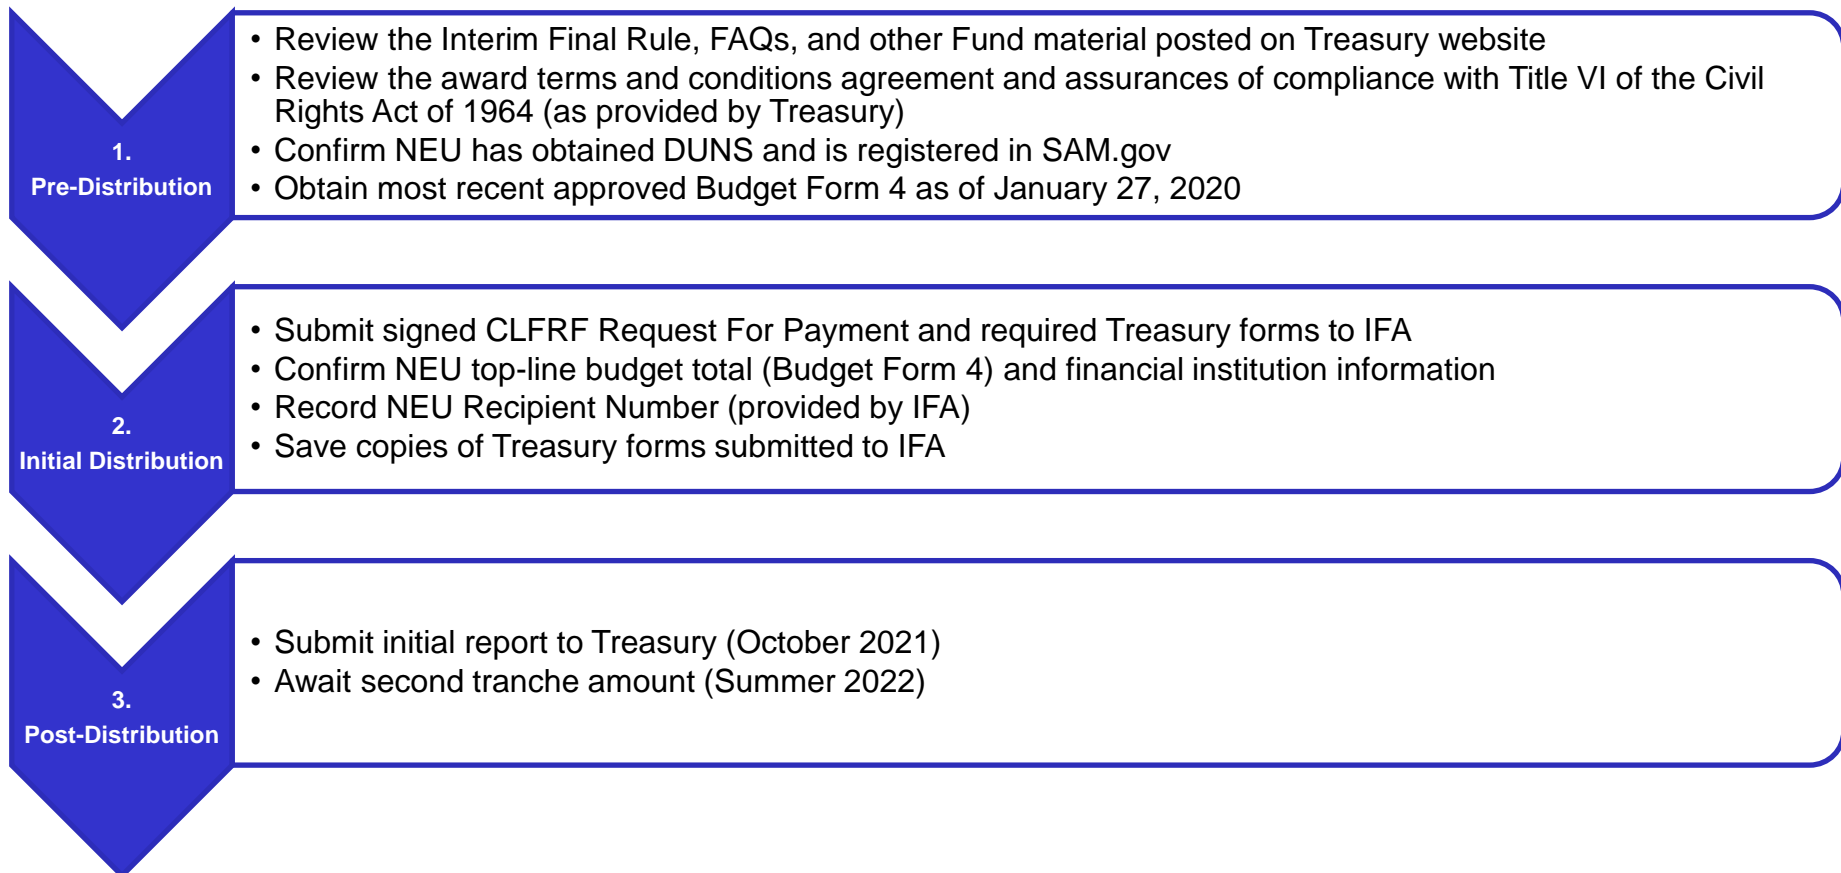 1.
Pre-Distribution
• Review the Interim Final Rule, FAQs, and other Fund material posted on Treasury website
• Review the award terms and conditions agreement and assurances of compliance with Title VI of the Civil
Rights Act of 1964 (as provided by Treasury)
• Confirm NEU has obtained DUNS and is registered in SAM.gov
• Obtain most recent approved Budget Form 4 as of January 27, 2020
2.
Initial Distribution
• Submit signed CLFRF Request For Payment and required Treasury forms to IFA
• Confirm NEU top-line budget total (Budget Form 4) and financial institution information
• Record NEU Recipient Number (provided by IFA)
• Save copies of Treasury forms submitted to IFA
3.
Post-Distribution
• Submit initial report to Treasury (October 2021)
• Await second tranche amount (Summer 2022)